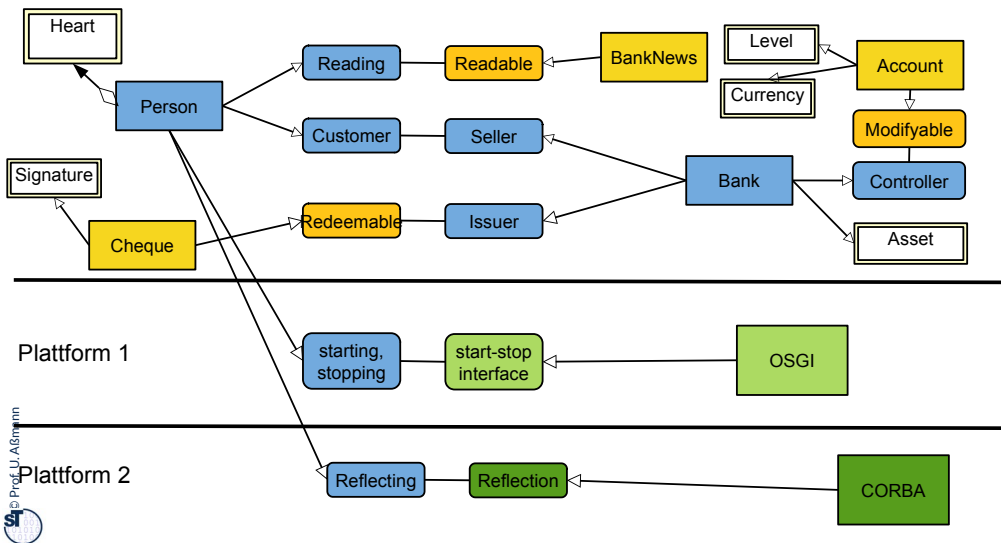 Heart
Level
Reading
Readable
BankNews
Account
Currency
Person
Modifyable
Customer
Seller
Signature
Bank
Controller
Redeemable
Issuer
Cheque
Asset
Plattform 1
starting,
stopping
start-stop
interface
OSGI
© Prof. U. Aßmann
Plattform 2
Reflecting
Reflection
CORBA
ST